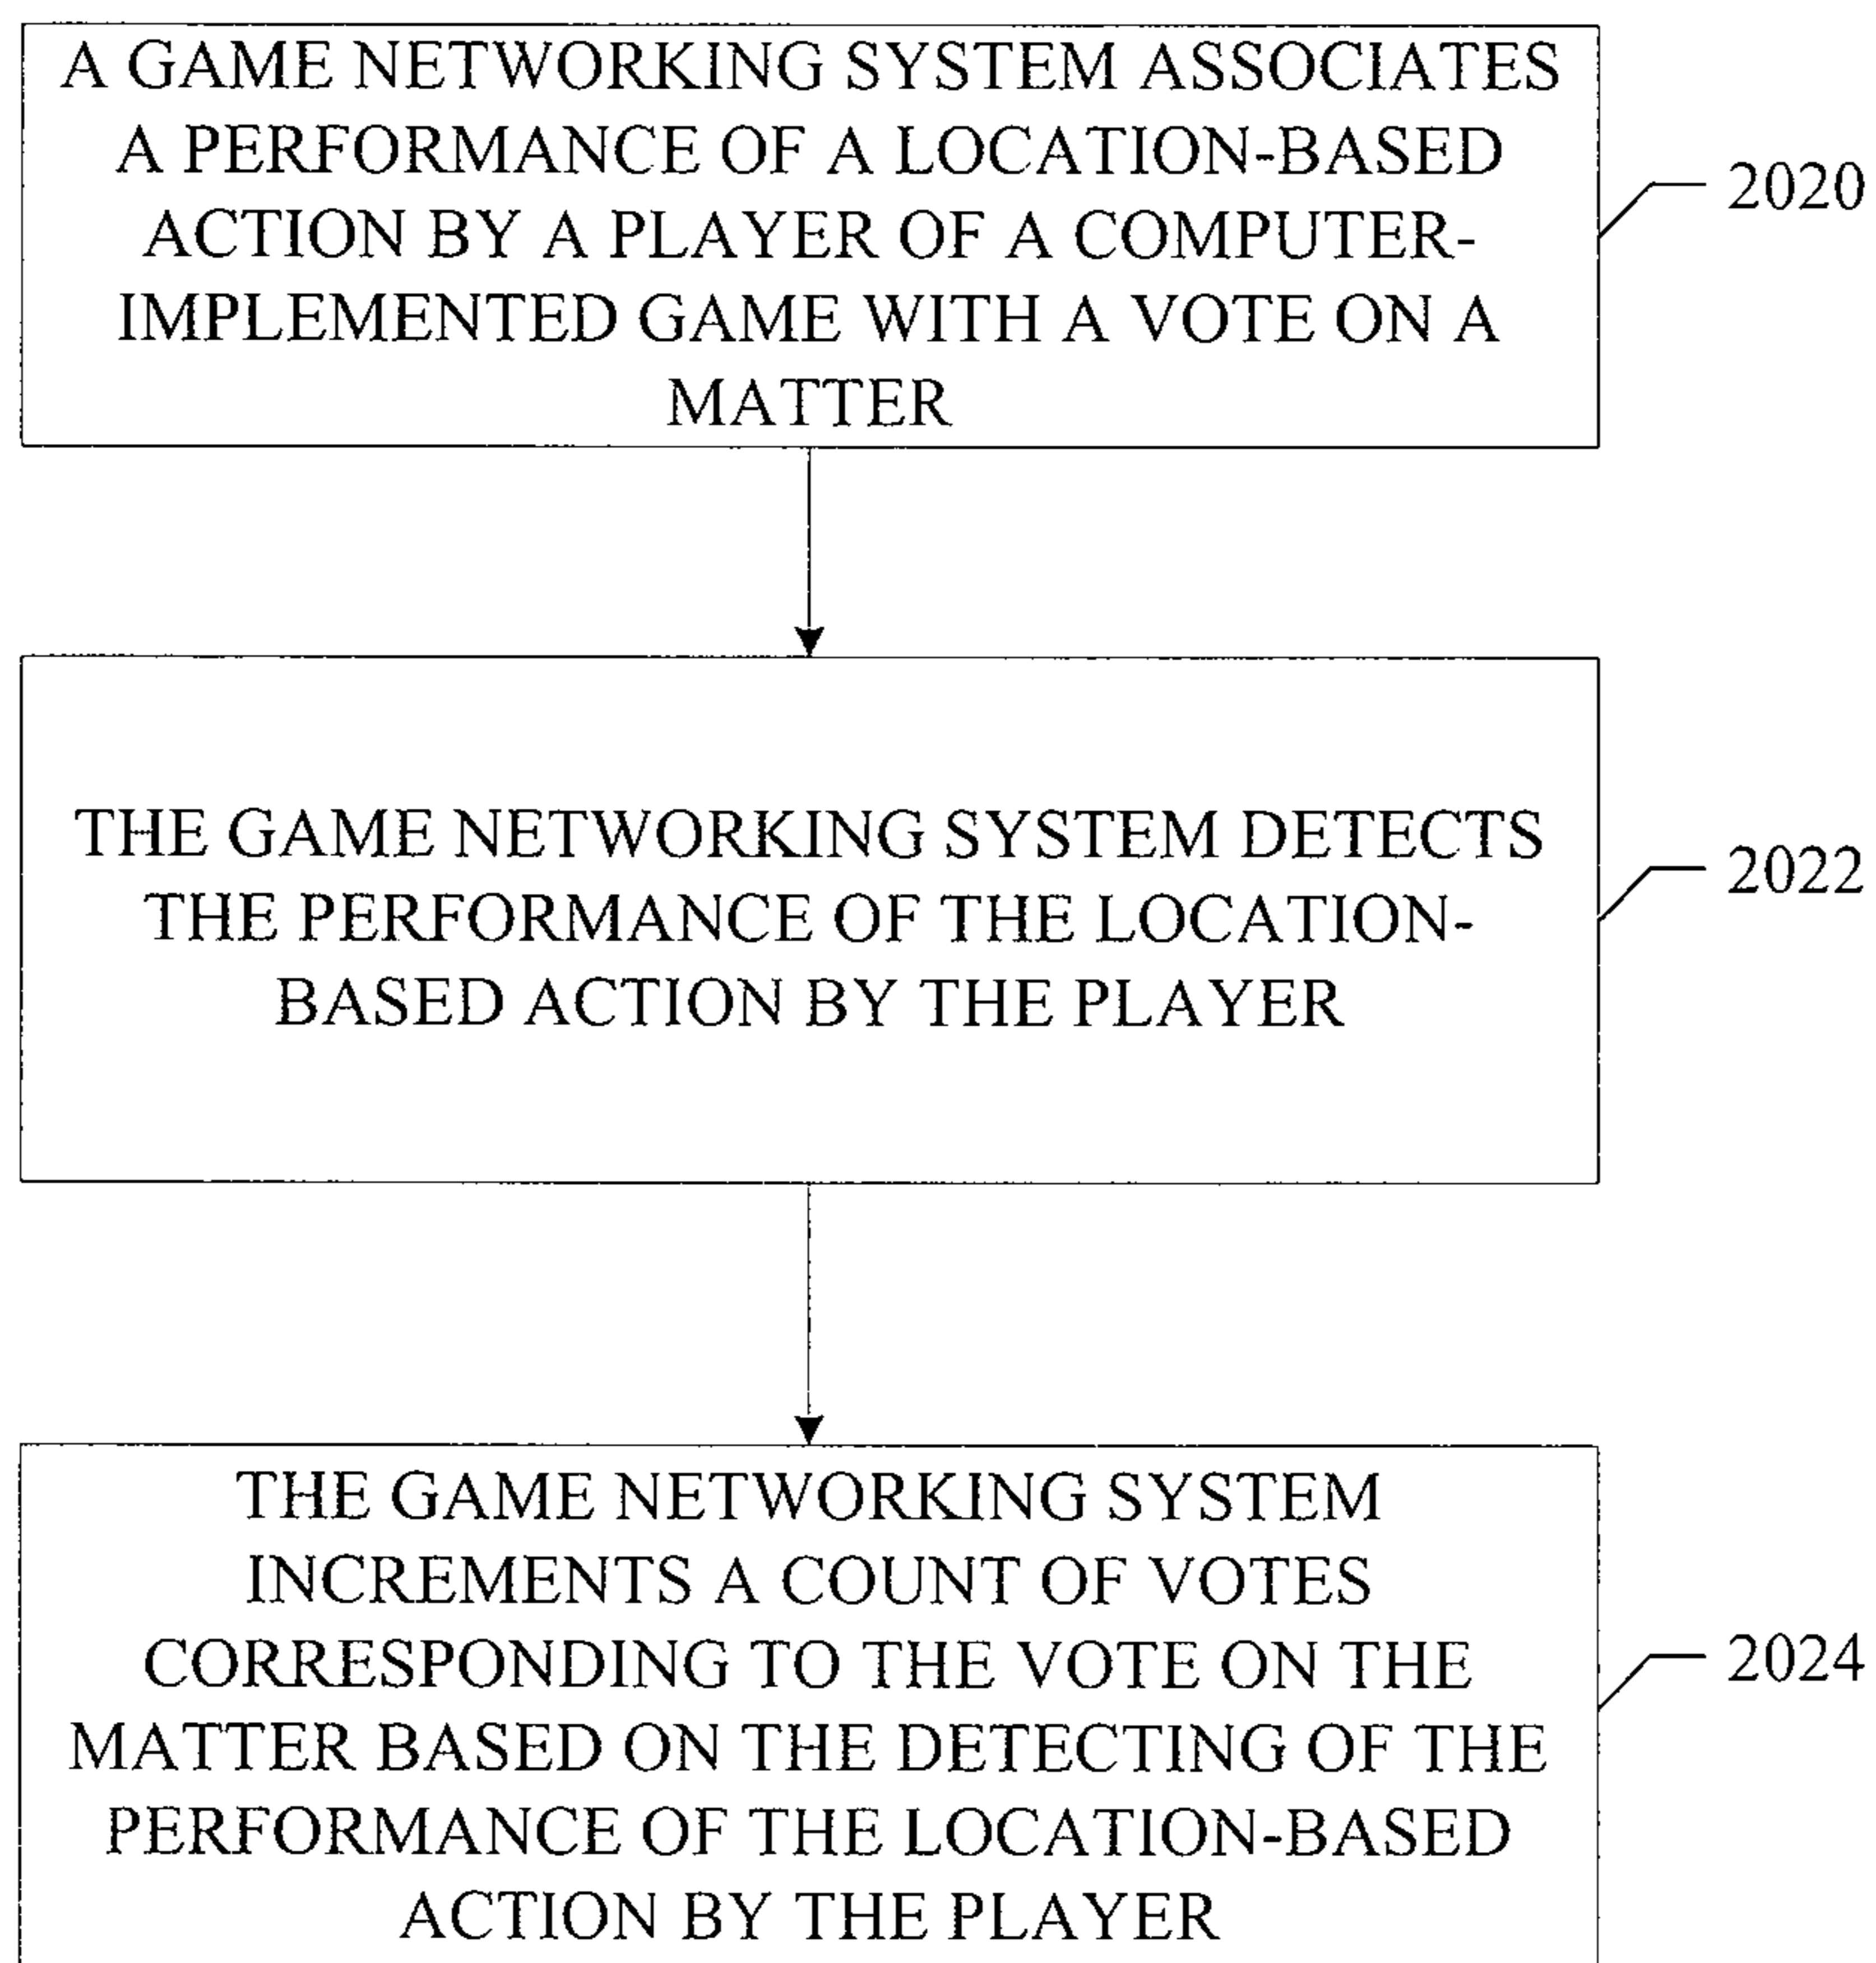 A GAME NETWORKING SYSTEM ASSOCIATES
A PERFORMANCE OF A LOCATION-BASED
ACTION BY A PLAYER OF A COMPUTER-
IMPLEMENTED GAME WITH A VOTE ON A
MATTER
2020
THE GAME NETWORKING SYSTEM DETECTS
THE PERFORMANCE OF THE LOCATION-
BASED ACTION BY THE PLAYER
2022
THE GAME NETWORKING SYSTEM
INCREMENTS A COUNT OF VOTES
CORRESPONDING TO THE VOTE ON THE
MATTER BASED ON THE DETECTING OF THE
PERFORMANCE OF THE LOCATION-BASED
ACTION BY THE PLAYER
2024